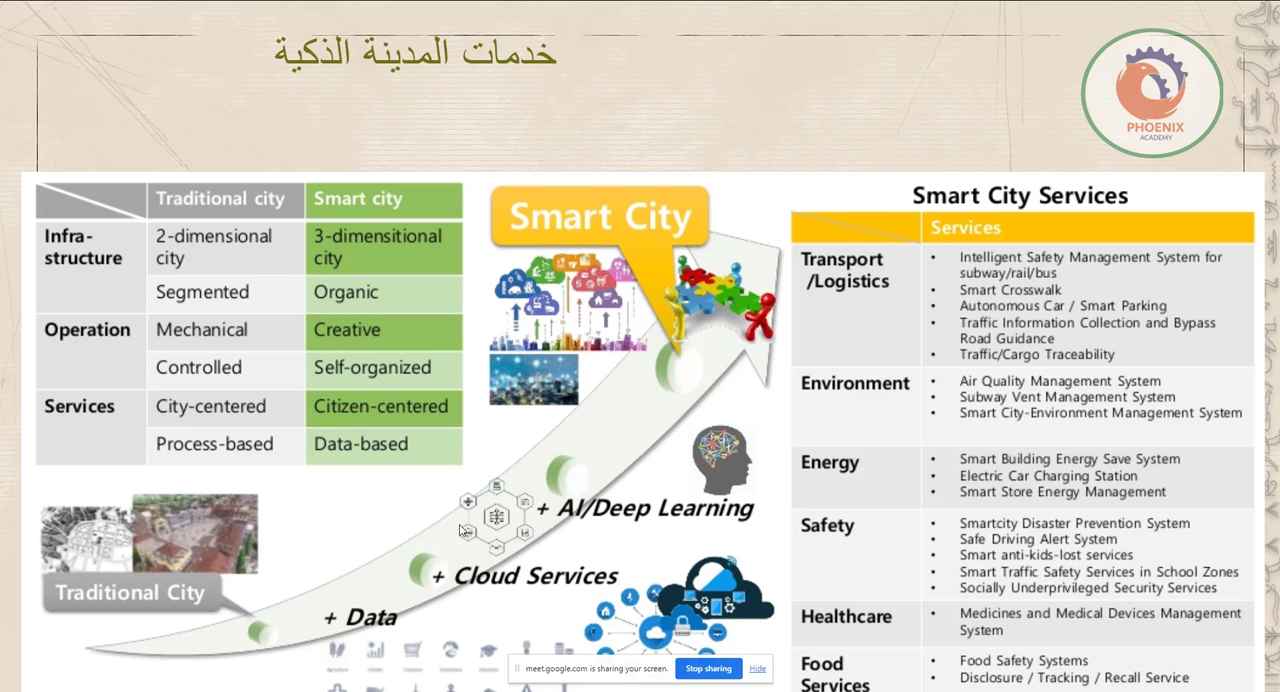 خدمات المدينة الذكية
PHOENIX
ACADEMY
Traditional city
Smart city
Infra-
structure
2-dimensional
city
3-dimensitional
city
Segmented
Organic
Operation
Mechanical
Creative
Controlled
Self-organized
Services
City-centered
Citizen-centered
Process-based
Data-based
Smart City
+ AI/Deep Learning
+ Cloud Services
+ Data
Traditional City
Smart City Services
Services
Transport
/Logistics
• Intelligent Safety Management System for
subway/rail/bus
• Smart Crosswalk
• Autonomous Car / Smart Parking
• Traffic Information Collection and Bypass
Road Guidance
• Traffic/Cargo Traceability
Environment
• Air Quality Management System
• Subway Vent Management System
• Smart City-Environment Management System
Energy
• Smart Building Energy Save System
• Electric Car Charging Station
• Smart Store Energy Management
Safety
• Smartcity Disaster Prevention System
• Safe Driving Alert System
• Smart anti-kids-lost services
• Smart Traffic Safety Services in School Zones
• Socially Underprivileged Security Services
Healthcare
• Medicines and Medical Devices Management
System
Food
Services
• Food Safety Systems
• Disclosure / Tracking / Recall Service
meet.google.com is sharing your screen.
Stop sharing
Hide